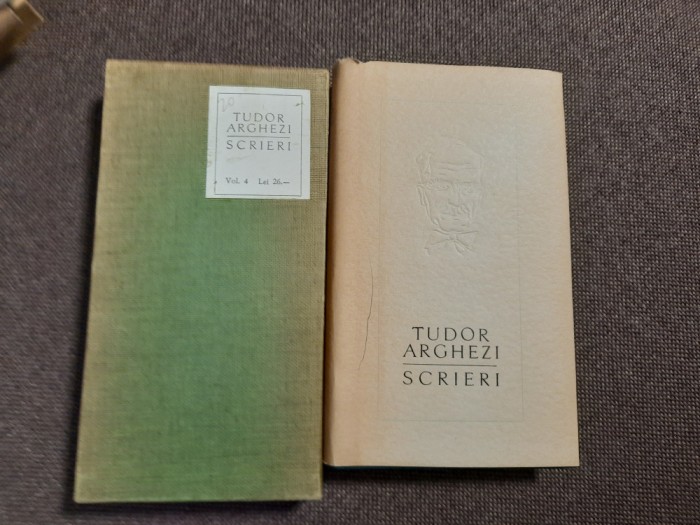 TUDOR
ARGHEZI
SCRIERI
Vol. 4 Lei 26.—
TUDOR
ARGHEZI
SCRIERI